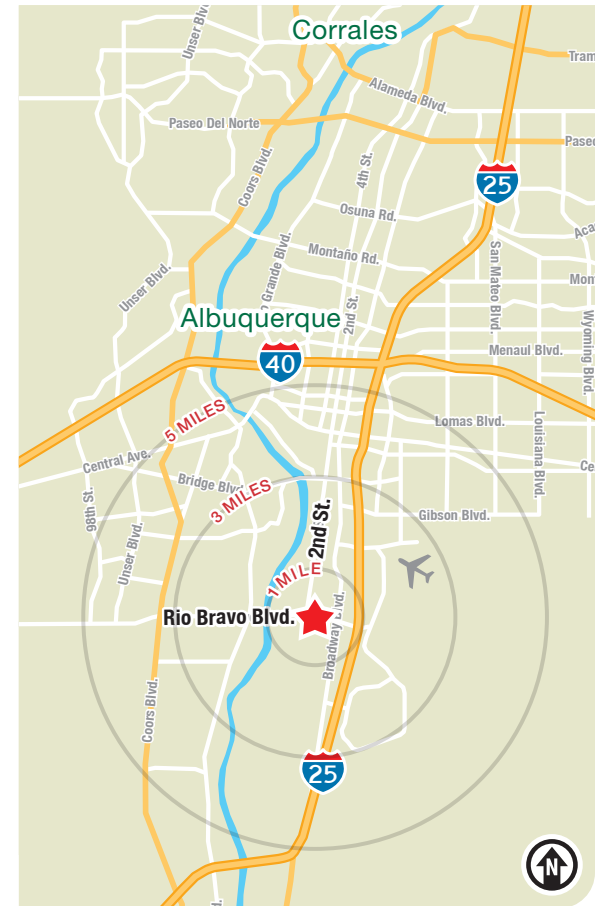 Corrales
Unser Blvd.
Tram
Alameda Blvd.
Paseo Del Norte
Paseo
Coors Blvd.
4th St.
25
Osuna Rd.
Montaño Rd.
Grande Blvd.
San Mateo Blvd.
Unser Blvd.
Albuquerque
2nd St.
Wyoming Blvd.
Menaul Blvd.
40
5 MILES
Lomas Blvd.
Louisiana Blvd.
Central Ave.
98th St.
Bridge Blvd.
3 MILES
Gibson Blvd.
2nd St.
Unser Blvd.
1 MILE
Rio Bravo Blvd.
Broadway Blvd.
Coors Blvd.
25
N